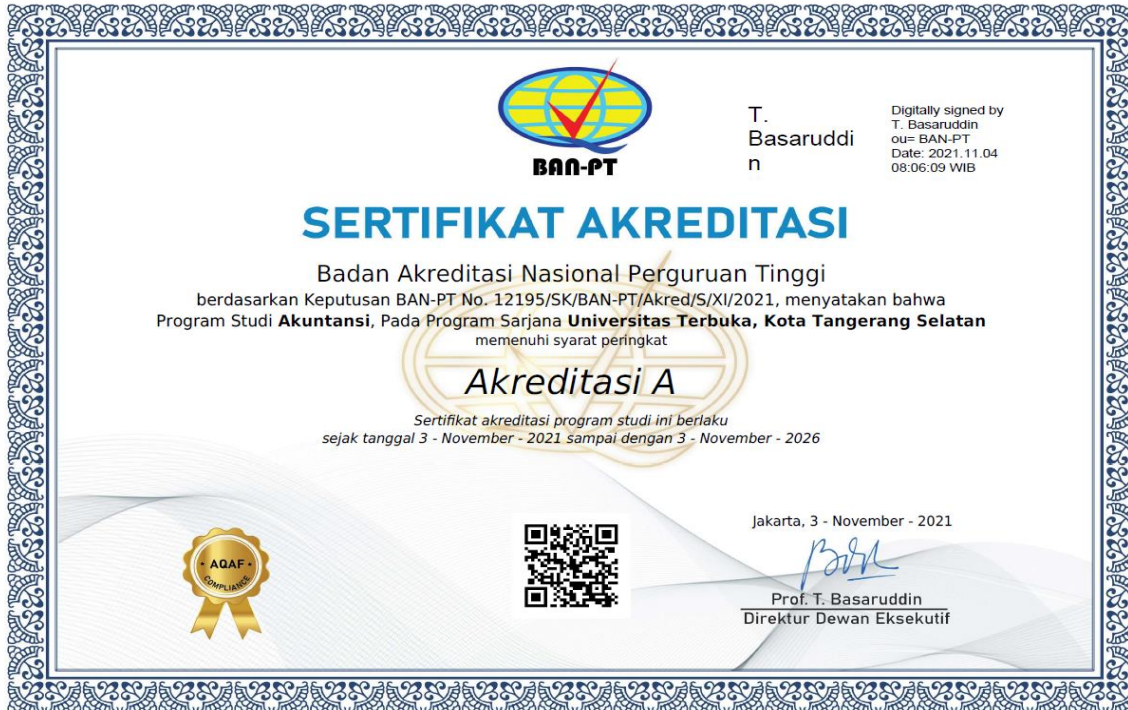 BAN-PT
T.
Basaruddi
n
Digitally signed by
T. Basaruddin
ou= BAN-PT
Date: 2021.11.04
08:06:09 WIB
SERTIFIKAT AKREDITASI
Badan Akreditasi Nasional Perguruan Tinggi
berdasarkan Keputusan BAN-PT No. 12195/SK/BAN-PT/Akred/S/XI/2021, menyatakan bahwa
Program Studi Akuntansi, Pada Program Sarjana Universitas Terbuka, Kota Tangerang Selatan
memenuhi syarat peringkat
Akreditasi A
Sertifikat akreditasi program studi ini berlaku
sejak tanggal 3 - November - 2021 sampai dengan 3 - November - 2026
AQAF
COMPLIANCE
Jakarta, 3 - November - 2021
Prof. T. Basaruddin
Direktur Dewan Eksekutif